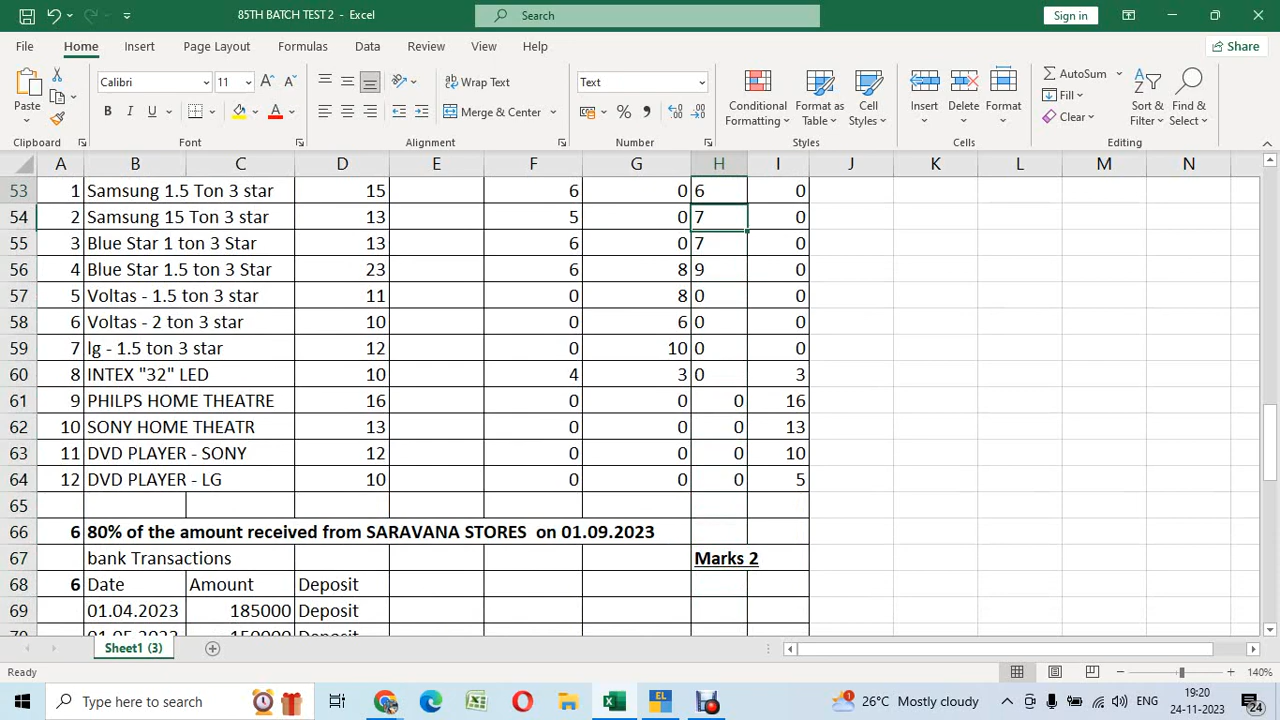 85TH BATCH TEST 2 - Excel
Search
Sign in
File Home Insert Page Layout Formulas Data Review View Help
Share
Paste
Clipboard
Calibri 11
B I U
Font
Wrap Text
Merge & Center
Alignment
Text
Number
Conditional Formatting
Format as Table
Cell Styles
Styles
Insert Delete Format
Cells
AutoSum
Fill
Clear
Sort & Filter
Find & Select
Editing
A B C D E F G H I J K L M N
53 1 Samsung 1.5 Ton 3 star 15 6 0 6 0
54 2 Samsung 15 Ton 3 star 13 5 0 7 0
55 3 Blue Star 1 ton 3 Star 13 6 0 7 0
56 4 Blue Star 1.5 ton 3 Star 23 6 8 9 0
57 5 Voltas - 1.5 ton 3 star 11 0 8 0 0
58 6 Voltas - 2 ton 3 star 10 0 6 0 0
59 7 lg - 1.5 ton 3 star 12 0 10 0 0
60 8 INTEX "32" LED 10 4 3 0 3
61 9 PHILPS HOME THEATRE 16 0 0 0 16
62 10 SONY HOME THEATR 13 0 0 0 13
63 11 DVD PLAYER - SONY 12 0 0 0 10
64 12 DVD PLAYER - LG 10 0 0 0 5
65
66 6 80% of the amount received from SARAVANA STORES on 01.09.2023
67 bank Transactions Marks 2
68 6 Date Amount Deposit
69 01.04.2023 185000 Deposit
70 01.05.2023 150000 Deposit
Sheet1 (3)
Ready
140%
Type here to search
26°C Mostly cloudy
ENG
19:20
24-11-2023
24